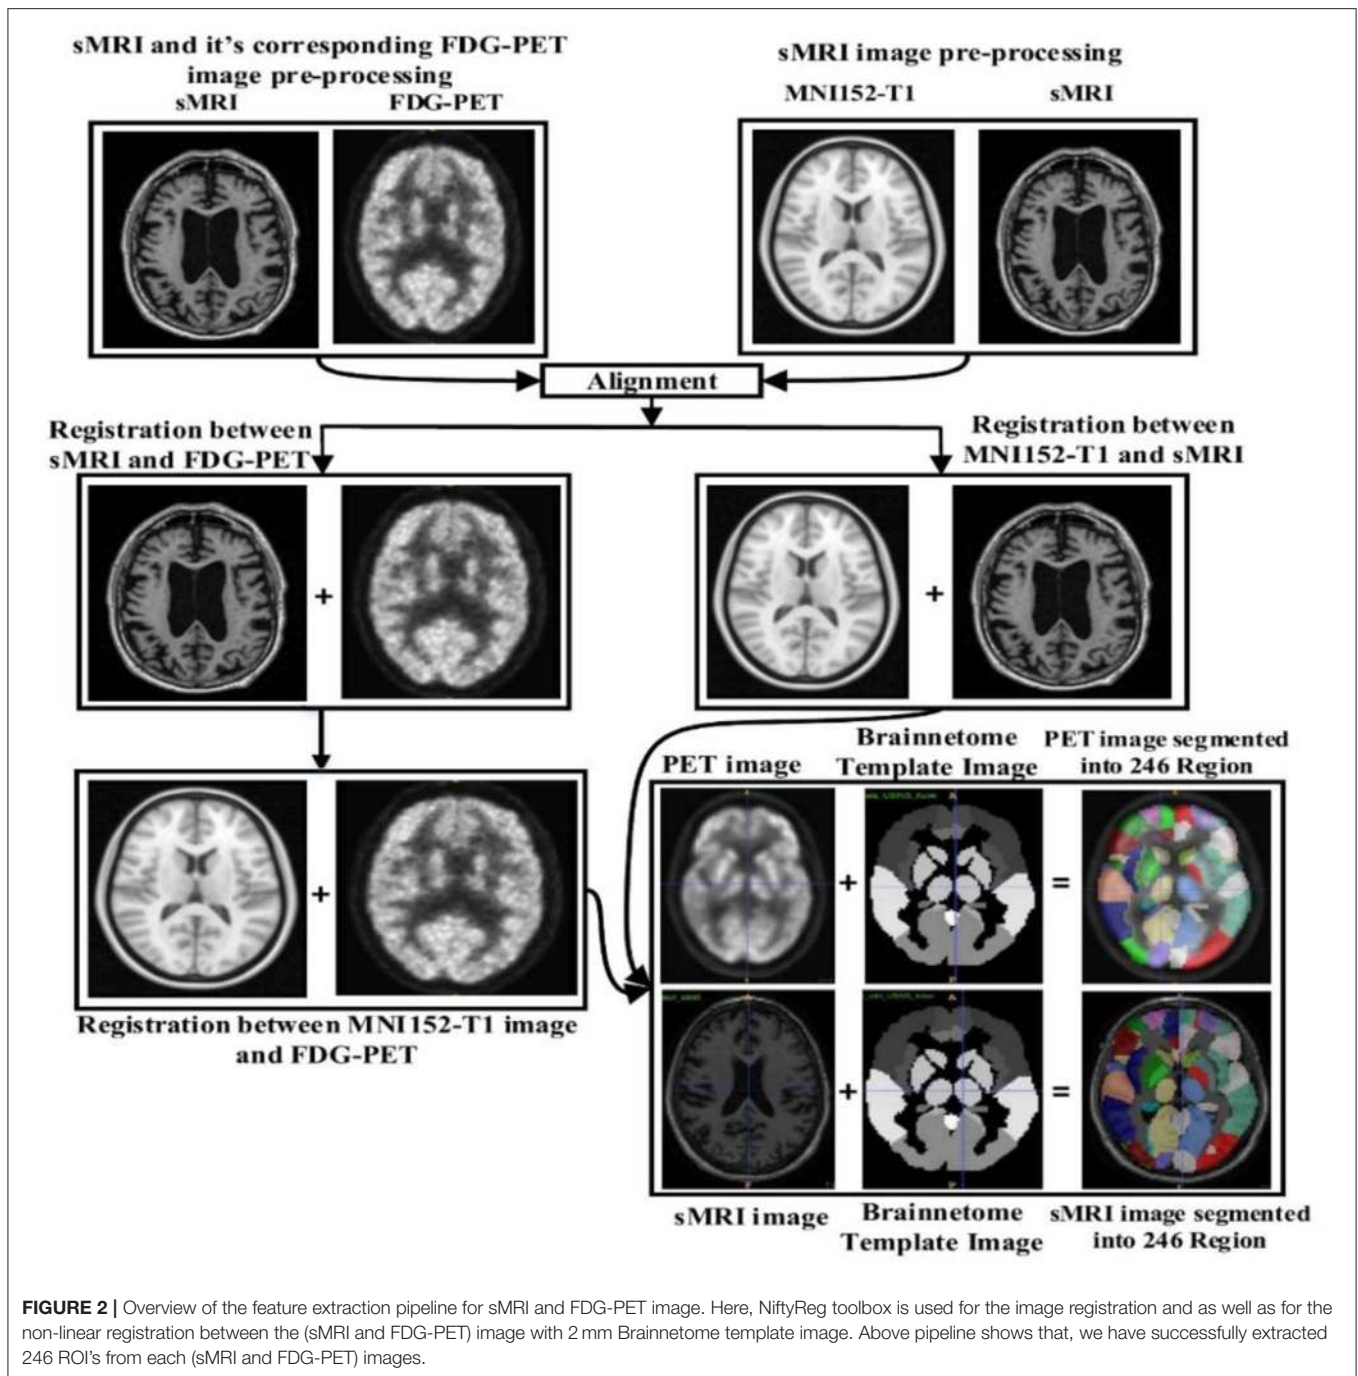 sMRI and it's corresponding FDG-PET
image pre-processing
sMRI
FDG-PET
sMRI image pre-processing
MNI152-T1
sMRI
Alignment
Registration between
sMRI and FDG-PET
Registration between
MNI152-T1 and sMRI
+
+
PET image
Brainnetome
Template Image
PET image segmented
into 246 Region
+
+
=
+
=
Registration between MNI152-T1 image
and FDG-PET
sMRI image
Brainnetome
Template Image
sMRI image segmented
into 246 Region
FIGURE 2 | Overview of the feature extraction pipeline for sMRI and FDG-PET image. Here, NiftyReg toolbox is used for the image registration and as well as for the
non-linear registration between the (sMRI and FDG-PET) image with 2 mm Brainnetome template image. Above pipeline shows that, we have successfully extracted
246 ROI's from each (sMRI and FDG-PET) images.